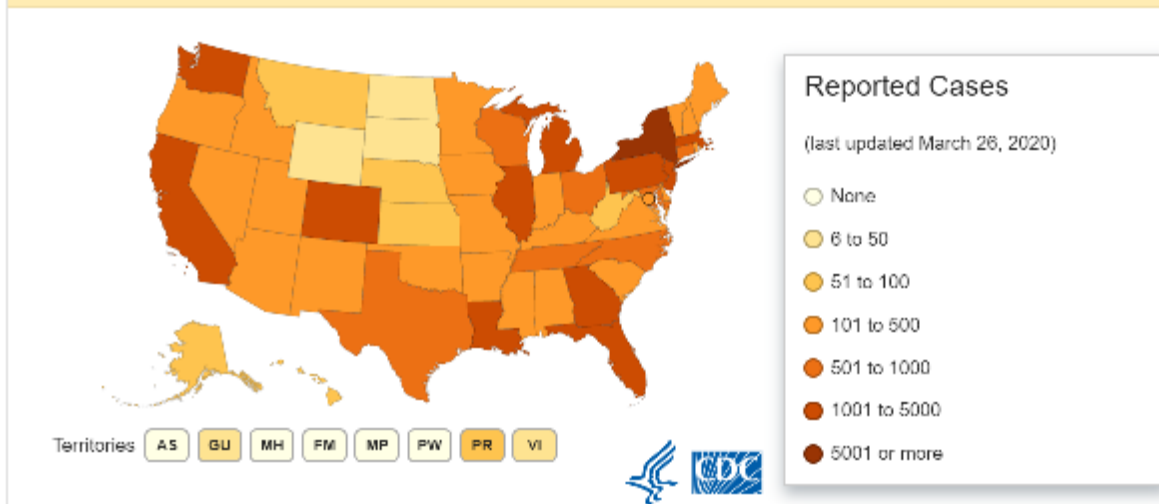 Reported Cases
(last updated March 26, 2020)
None
6 to 50
51 to 100
101 to 500
501 to 1000
1001 to 5000
5001 or more
Territories AS GU MH FM MP PW PR VI
CDC